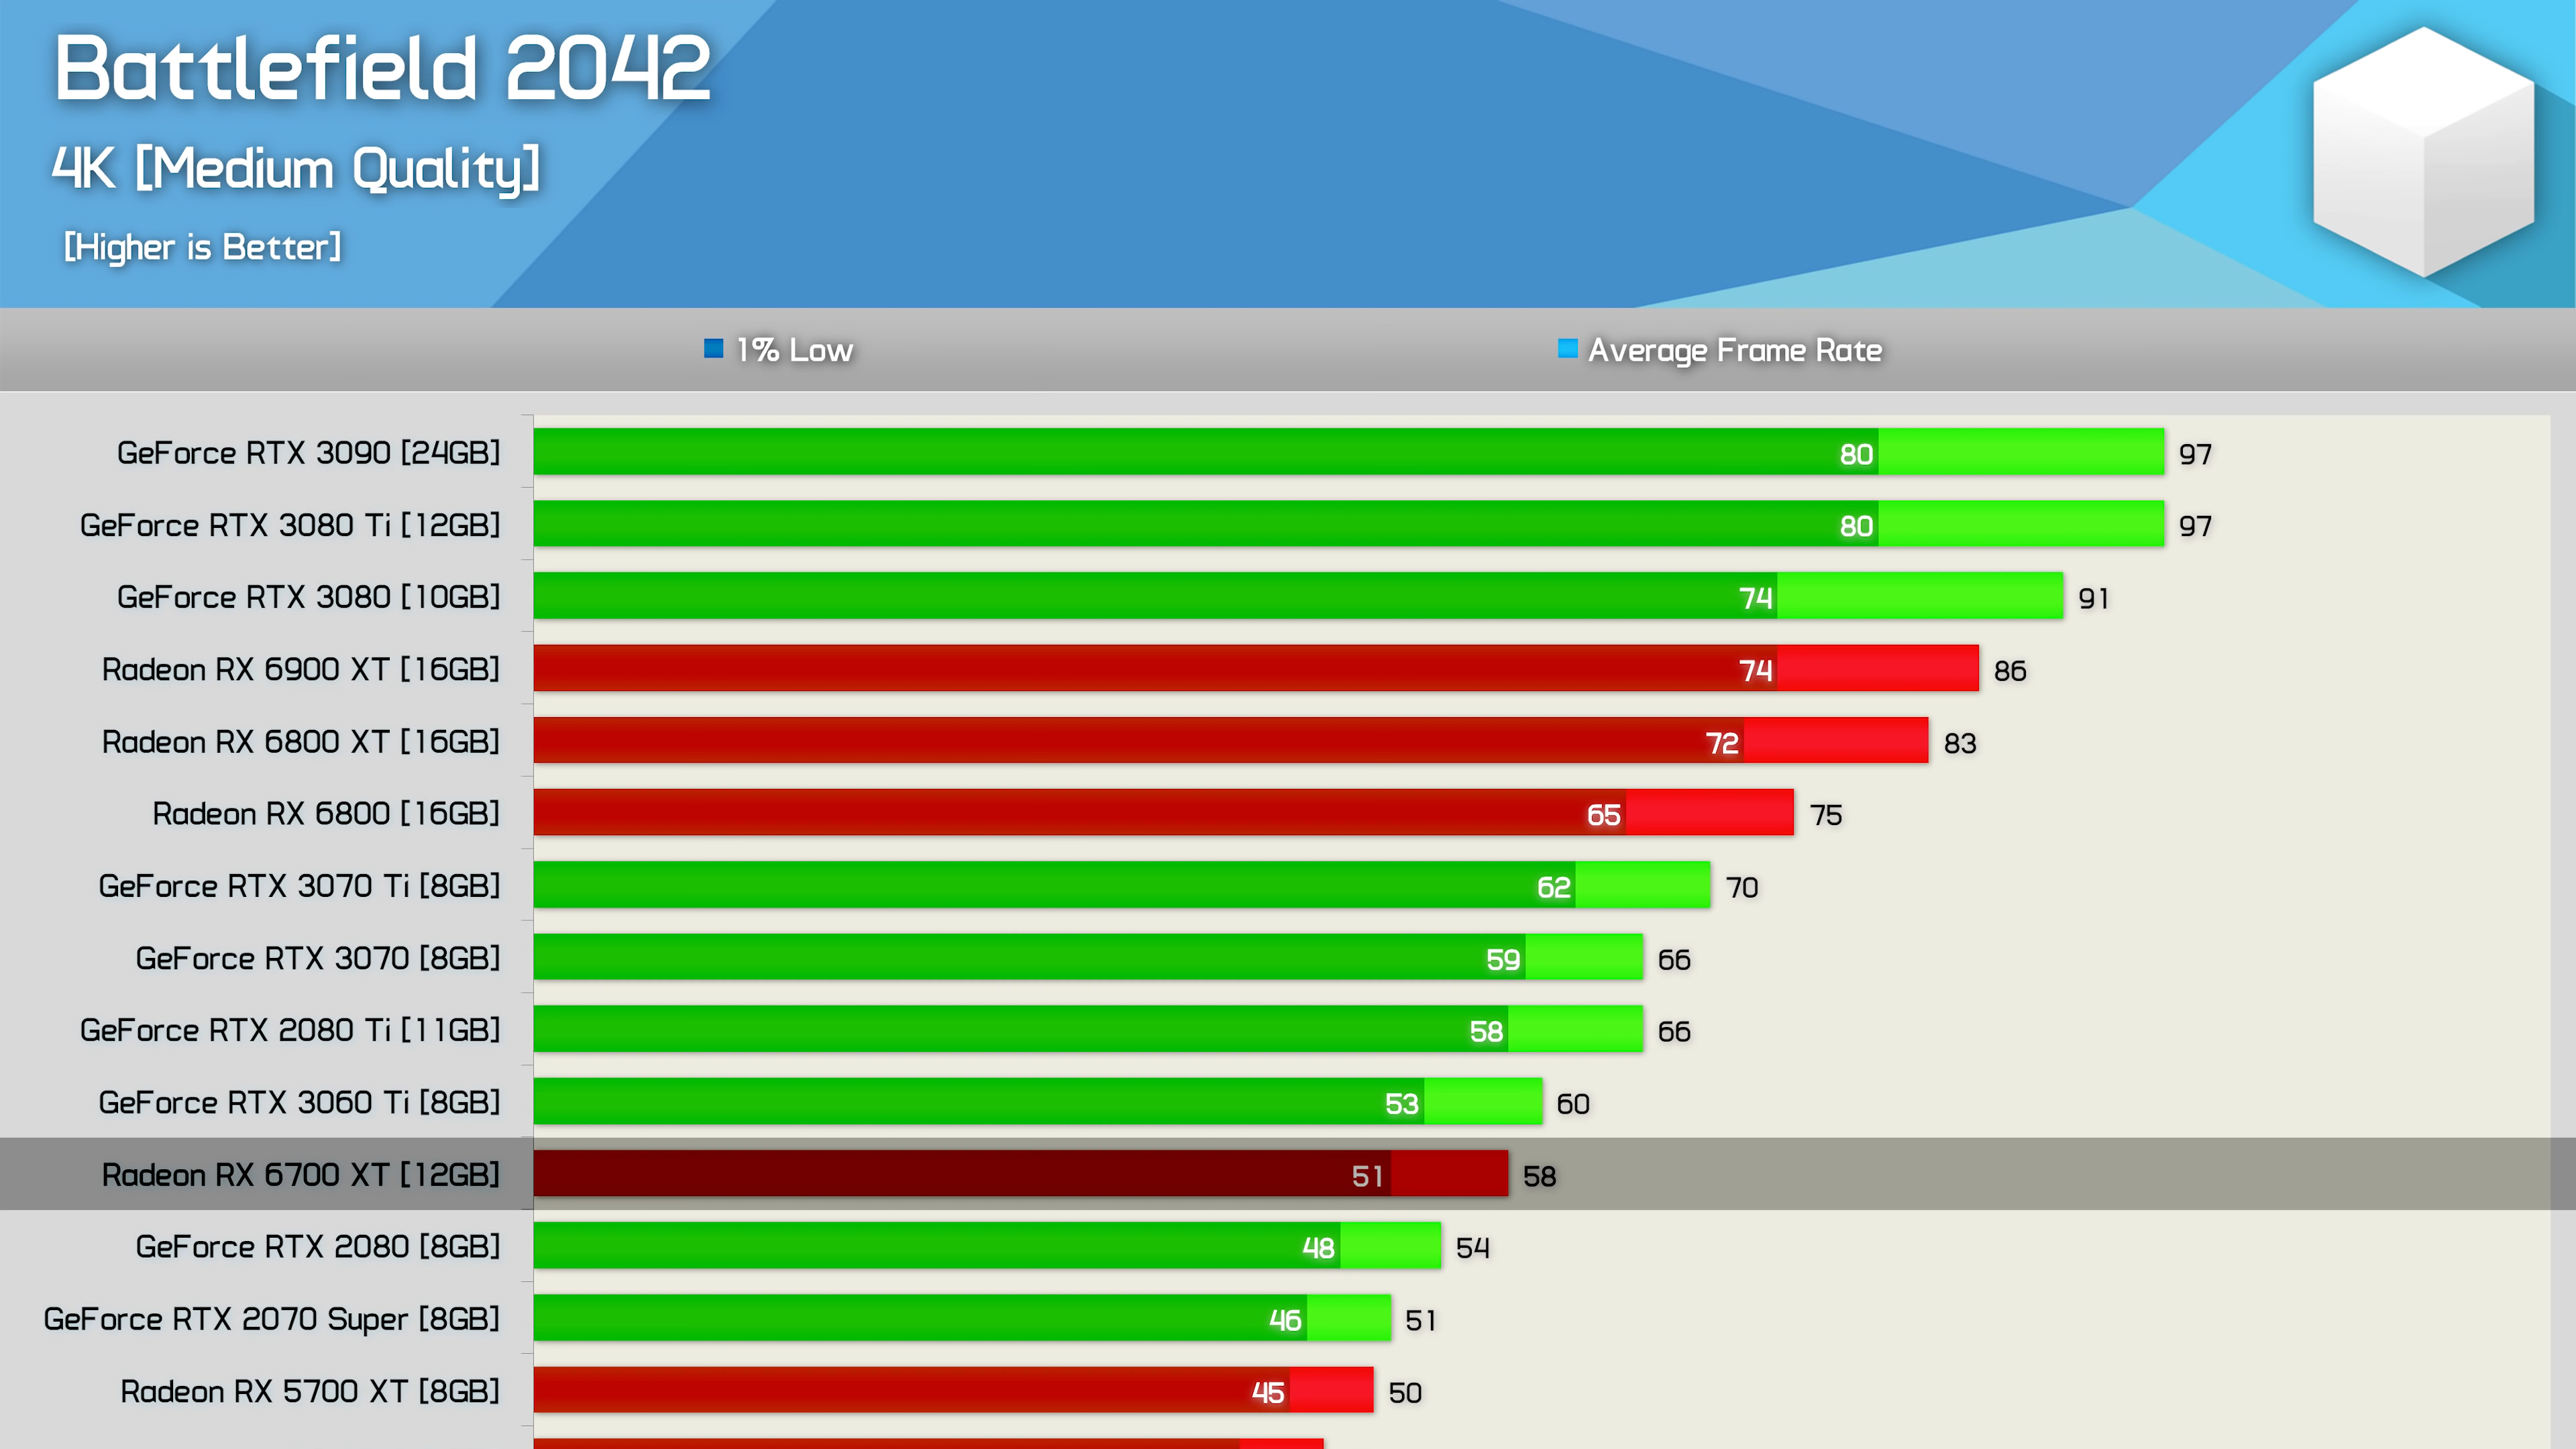 Battlefield 2042
4K [Medium Quality]
[Higher is Better]
1% Low Average Frame Rate
GeForce RTX 3090 [24GB] 80 97
GeForce RTX 3080 Ti [12GB] 80 97
GeForce RTX 3080 [10GB] 74 91
Radeon RX 6900 XT [16GB] 74 86
Radeon RX 6800 XT [16GB] 72 83
Radeon RX 6800 [16GB] 65 75
GeForce RTX 3070 Ti [8GB] 62 70
GeForce RTX 3070 [8GB] 59 66
GeForce RTX 2080 Ti [11GB] 58 66
GeForce RTX 3060 Ti [8GB] 53 60
Radeon RX 6700 XT [12GB] 51 58
GeForce RTX 2080 [8GB] 48 54
GeForce RTX 2070 Super [8GB] 46 51
Radeon RX 5700 XT [8GB] 45 50